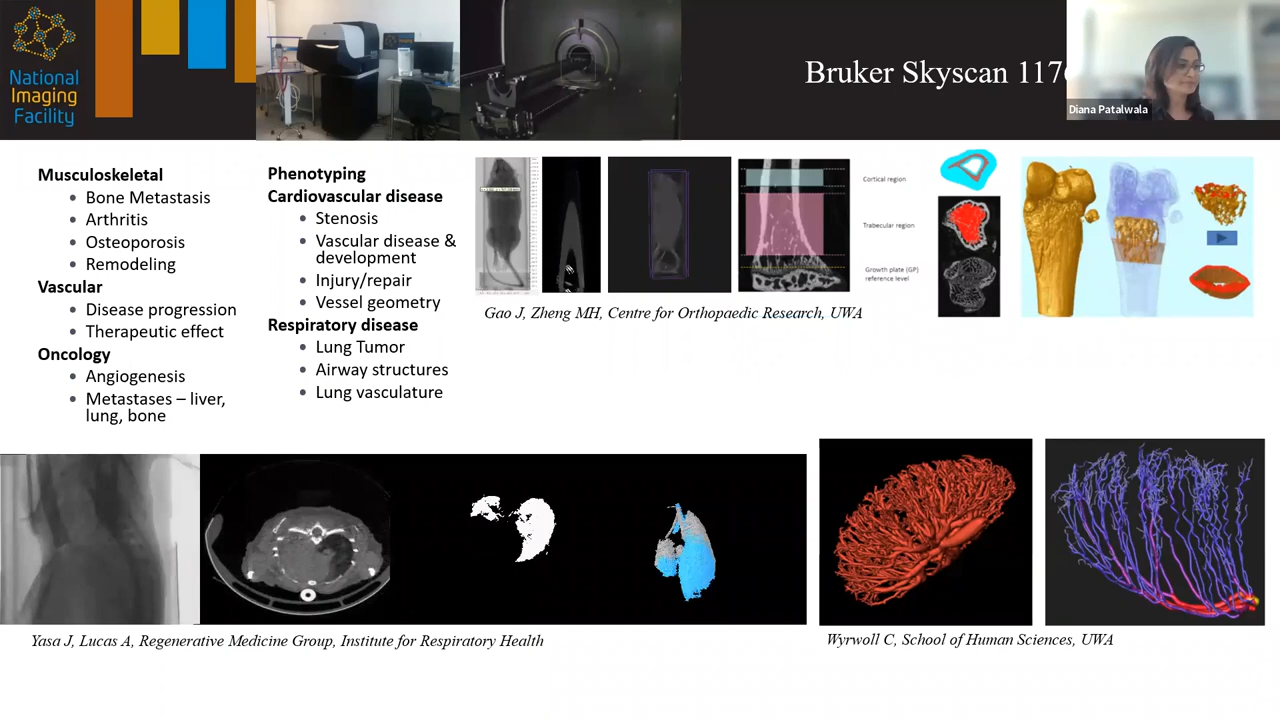 National
Imaging
Facility
Bruker Skyscan 1176
Diana Patalwala
Musculoskeletal
• Bone Metastasis
• Arthritis
• Osteoporosis
• Remodeling
Vascular
• Disease progression
• Therapeutic effect
Oncology
• Angiogenesis
• Metastases – liver,
lung, bone
Phenotyping
Cardiovascular disease
• Stenosis
• Vascular disease &
development
• Injury/repair
• Vessel geometry
Respiratory disease
• Lung Tumor
• Airway structures
• Lung vasculature
Cortical region
Trabecular region
Growth plate (GP)
reference level
Gao J, Zheng MH, Centre for Orthopaedic Research, UWA
Yasa J, Lucas A, Regenerative Medicine Group, Institute for Respiratory Health
Wyrwoll C, School of Human Sciences, UWA